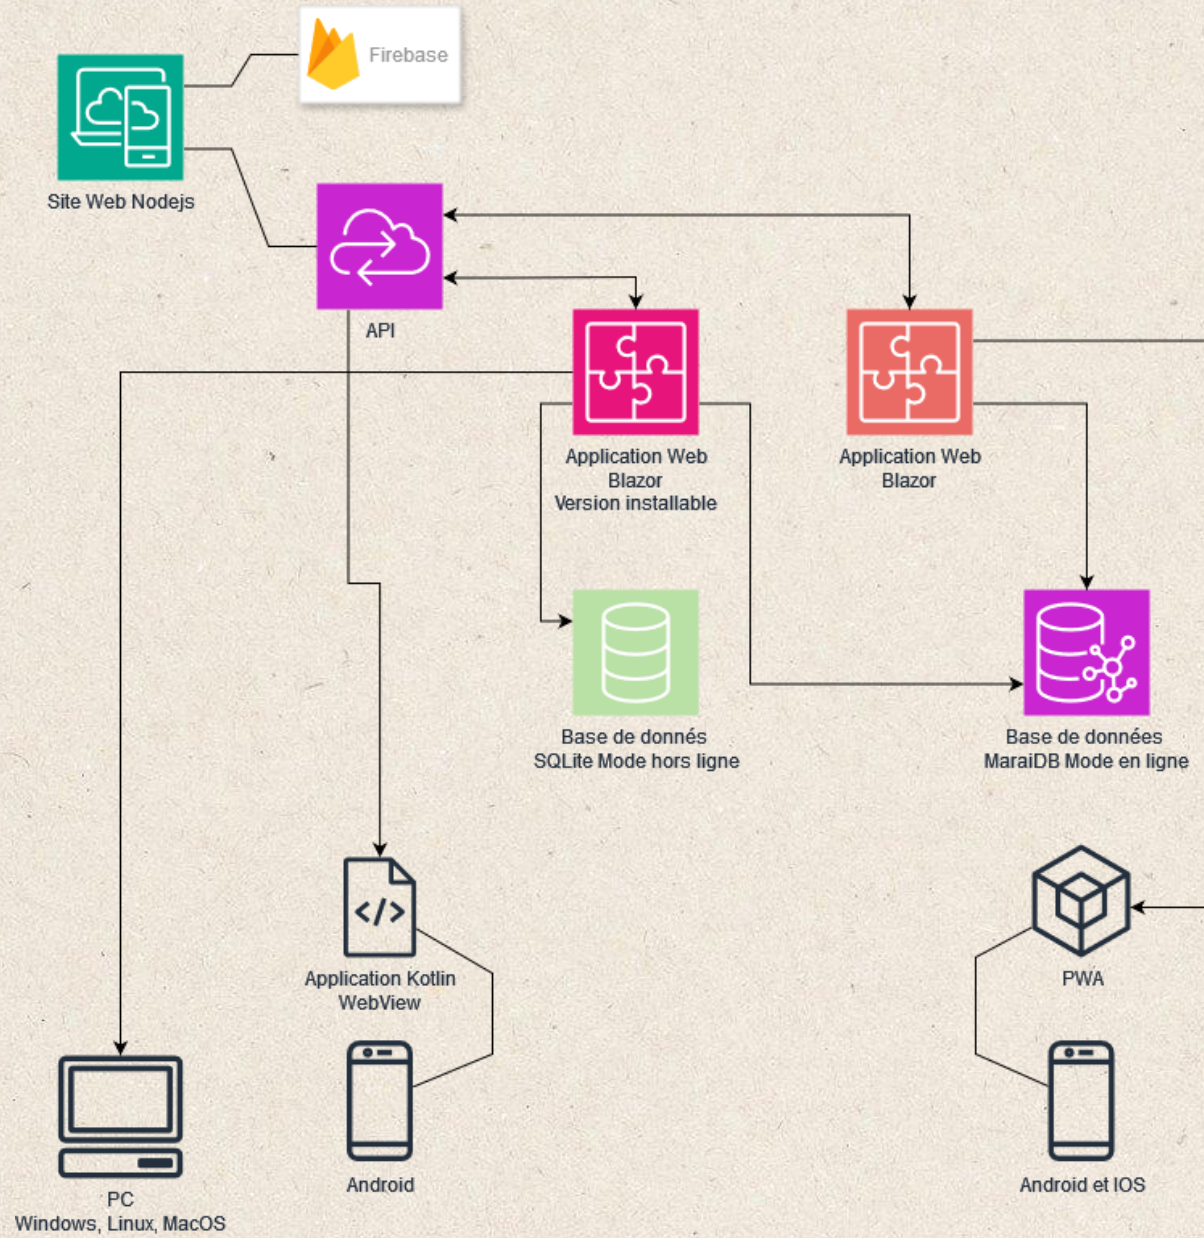 Firebase
Site Web Nodejs
API
Application Web
Blazor
Version installable
Application Web
Blazor
Base de donnés
SQLite Mode hors ligne
Base de données
MaraiDB Mode en ligne
Application Kotlin
WebView
PWA
Android
Android et IOS
PC
Windows, Linux, MacOS